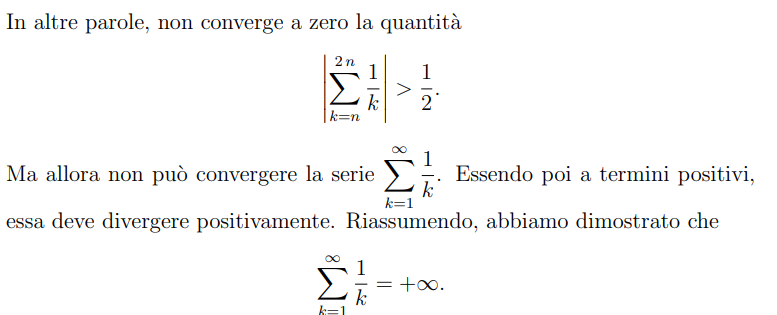 In altre parole, non converge a zero la quantità
$$\left|\sum_{k=n}^{2n} \frac{1}{k}\right| > \frac{1}{2}.$$
Ma allora non può convergere la serie $\sum_{k=1}^{\infty} \frac{1}{k}$. Essendo poi a termini positivi,
essa deve divergere positivamente. Riassumendo, abbiamo dimostrato che
$$\sum_{k=1}^{\infty} \frac{1}{k} = +\infty.$$